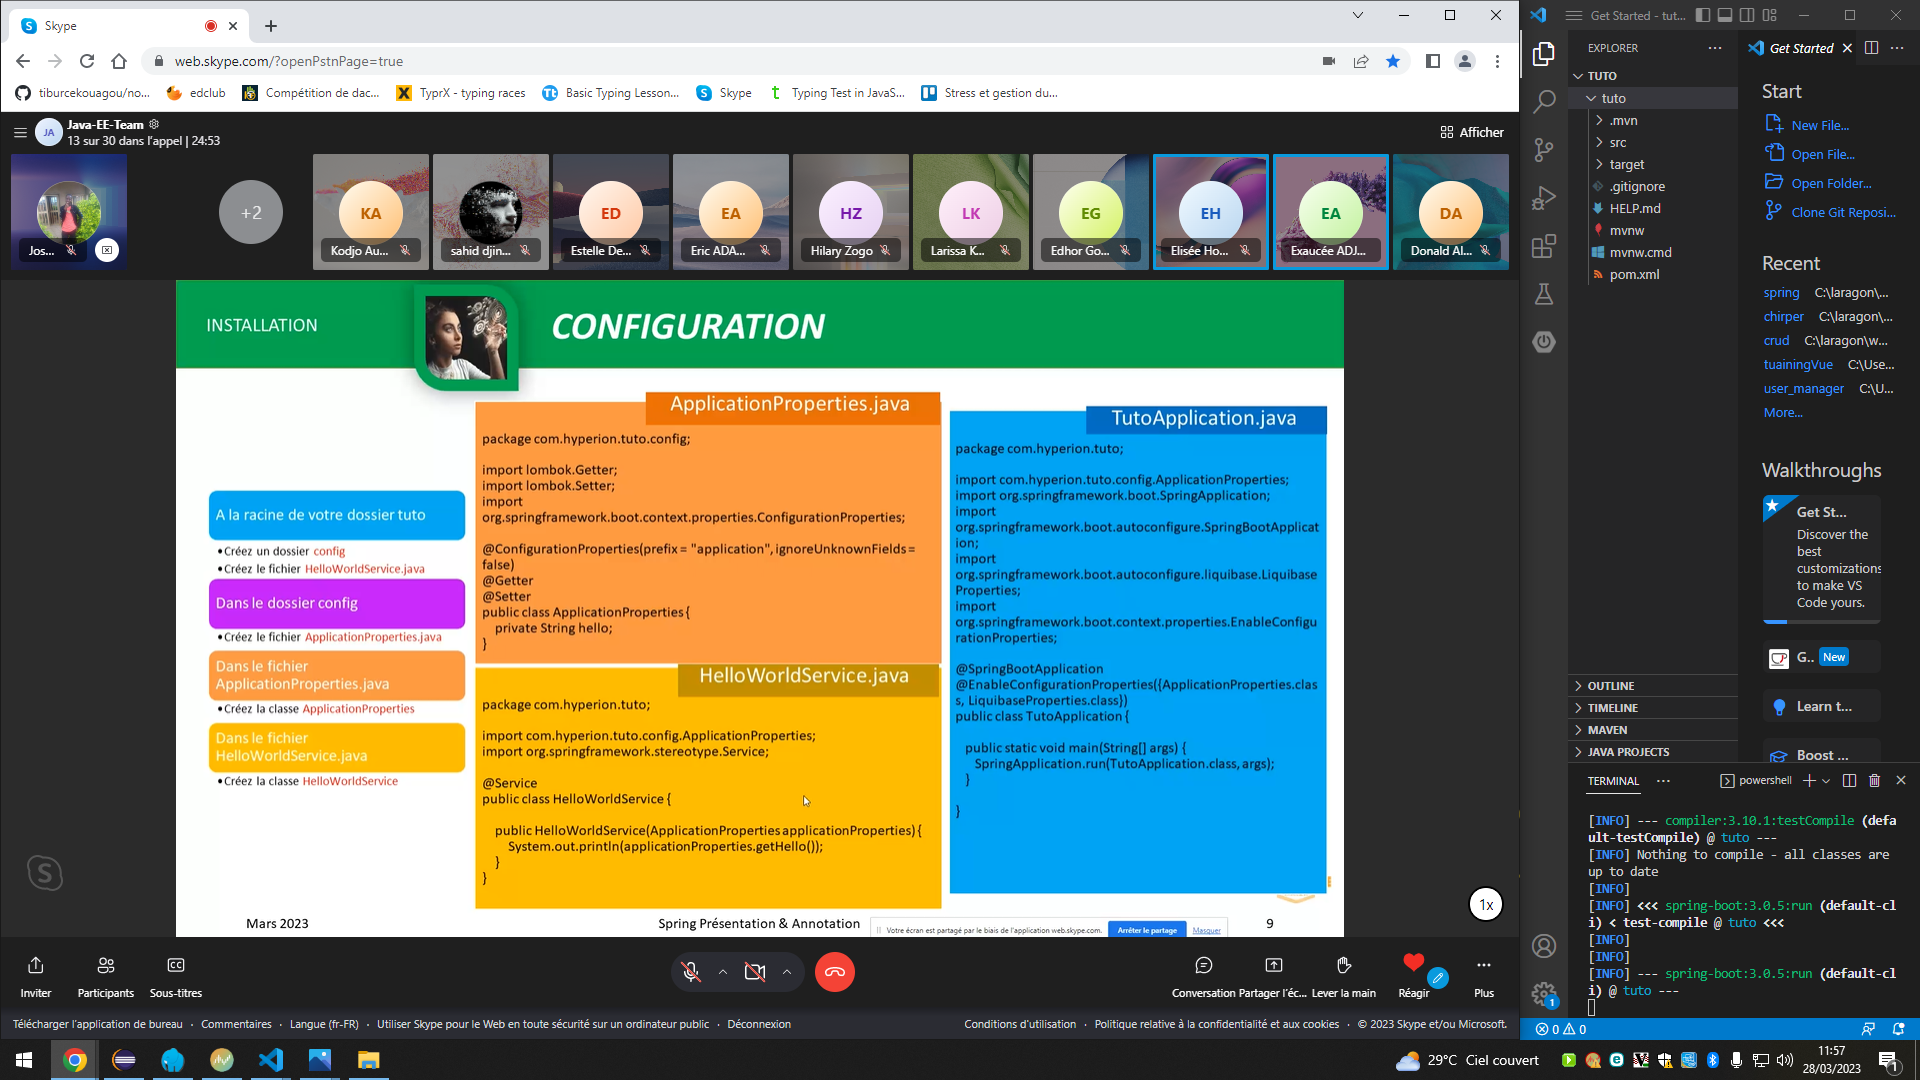 Skype
web.skype.com/?openPstnPage=true
tiburcekouagou/no...
edclub
Compétition de dac...
TyprX - typing races
Basic Typing Lesson...
Skype
Typing Test in JavaS...
Stress et gestion du...
JA
Java-EE-Team
13 sur 30 dans l'appel | 24:53
Afficher
Jos...
+2
KA
Kodjo Au...
sahid djin...
ED
Estelle De...
EA
Eric ADA...
HZ
Hilary Zogo
LK
Larissa K...
EG
Edhor Go...
EH
Elisée Ho...
EA
Exaucée ADJ...
DA
Donald Al...
INSTALLATION
CONFIGURATION
A la racine de votre dossier tuto
•Créez un dossier config
•Créez le fichier HelloWorldService.java
Dans le dossier config
•Créez le fichier ApplicationProperties.java
Dans le fichier
ApplicationProperties.java
•Créez la classe ApplicationProperties
Dans le fichier
HelloWorldService.java
•Créez la classe HelloWorldService
ApplicationProperties.java
package com.hyperion.tuto.config;
import lombok.Getter;
import lombok.Setter;
import
org.springframework.boot.context.properties.ConfigurationProperties;
@ConfigurationProperties(prefix = "application", ignoreUnknownFields =
false)
@Getter
@Setter
public class ApplicationProperties {
private String hello;
}
HelloWorldService.java
package com.hyperion.tuto;
import com.hyperion.tuto.config.ApplicationProperties;
import org.springframework.stereotype.Service;
@Service
public class HelloWorldService {
public HelloWorldService(ApplicationProperties applicationProperties) {
System.out.println(applicationProperties.getHello());
}
}
TutoApplication.java
package com.hyperion.tuto;
import com.hyperion.tuto.config.ApplicationProperties;
import org.springframework.boot.SpringApplication;
import
org.springframework.boot.autoconfigure.SpringBootApplicat
ion;
import
org.springframework.boot.autoconfigure.liquibase.Liquibase
Properties;
import
org.springframework.boot.context.properties.EnableConfigu
rationProperties;
@SpringBootApplication
@EnableConfigurationProperties({ApplicationProperties.clas
s, LiquibaseProperties.class})
public class TutoApplication {
public static void main(String[] args) {
SpringApplication.run(TutoApplication.class, args);
}
}
Mars 2023
Spring Présentation & Annotation
Votre écran est partagé par le biais de l'application web.skype.com.
Arrêter le partage
Masquer
9
1x
Inviter
Participants
Sous-titres
Conversation
Partager l'éc...
Lever la main
Réagir
Plus
Télécharger l'application de bureau · Commentaires · Langue (fr-FR) · Utiliser Skype pour le Web en toute sécurité sur un ordinateur public · Déconnexion
Conditions d'utilisation · Politique relative à la confidentialité et aux cookies · © 2023 Skype et/ou Microsoft.
Get Started - tut...
EXPLORER
TUTO
tuto
.mvn
src
target
.gitignore
HELP.md
mvnw
mvnw.cmd
pom.xml
OUTLINE
TIMELINE
MAVEN
JAVA PROJECTS
Get Started
Start
New File...
Open File...
Open Folder...
Clone Git Reposi...
Recent
spring C:\laragon\...
chirper C:\laragon\...
crud C:\laragon\w...
tuainingVue C:\Use...
user_manager C:\U...
More...
Walkthroughs
Get St...
Discover the
best
customizations
to make VS
Code yours.
G.. New
Learn t...
Boost ...
TERMINAL
powershell
[INFO] --- compiler:3.10.1:testCompile (defa
ult-testCompile) @ tuto ---
[INFO] Nothing to compile - all classes are
up to date
[INFO]
[INFO] <<< spring-boot:3.0.5:run (default-cl
i) < test-compile @ tuto <<<
[INFO]
[INFO]
[INFO] --- spring-boot:3.0.5:run (default-cl
i) @ tuto ---
1
0 0
29°C Ciel couvert
11:57
28/03/2023
1